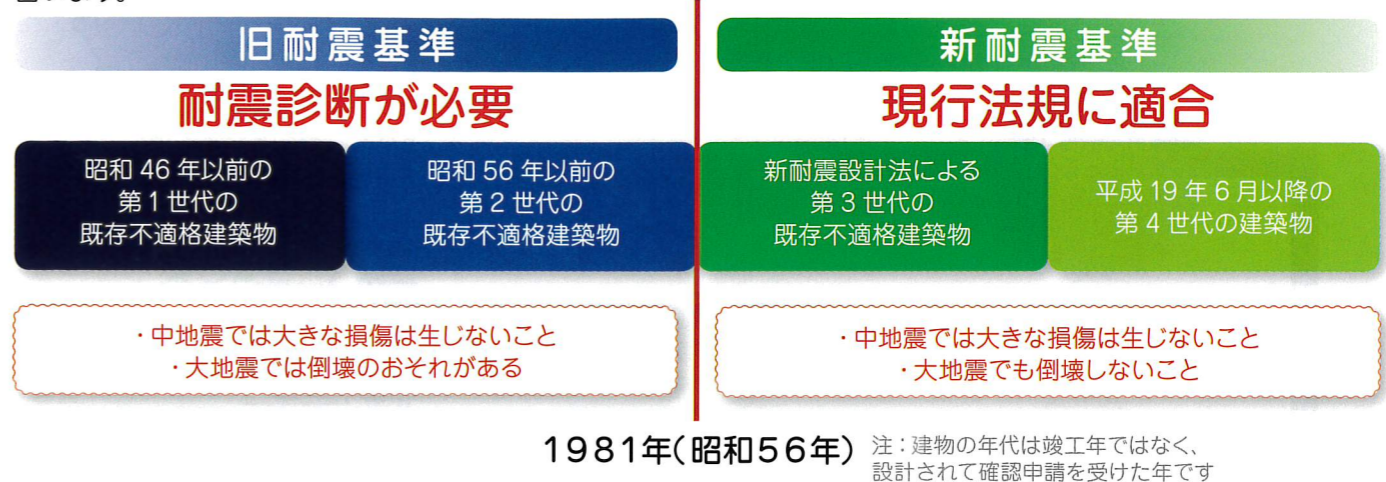 旧耐震基準
耐震診断が必要
昭和 46 年以前の
第 1 世代の
既存不適格建築物
昭和 56 年以前の
第 2 世代の
既存不適格建築物
・中地震では大きな損傷は生じないこと
・大地震では倒壊のおそれがある
新耐震基準
現行法規に適合
新耐震設計法による
第 3 世代の
既存不適格建築物
平成 19 年 6 月以降の
第 4 世代の建築物
・中地震では大きな損傷は生じないこと
・大地震でも倒壊しないこと
1981年(昭和56年)
注：建物の年代は竣工年ではなく、
設計されて確認申請を受けた年です